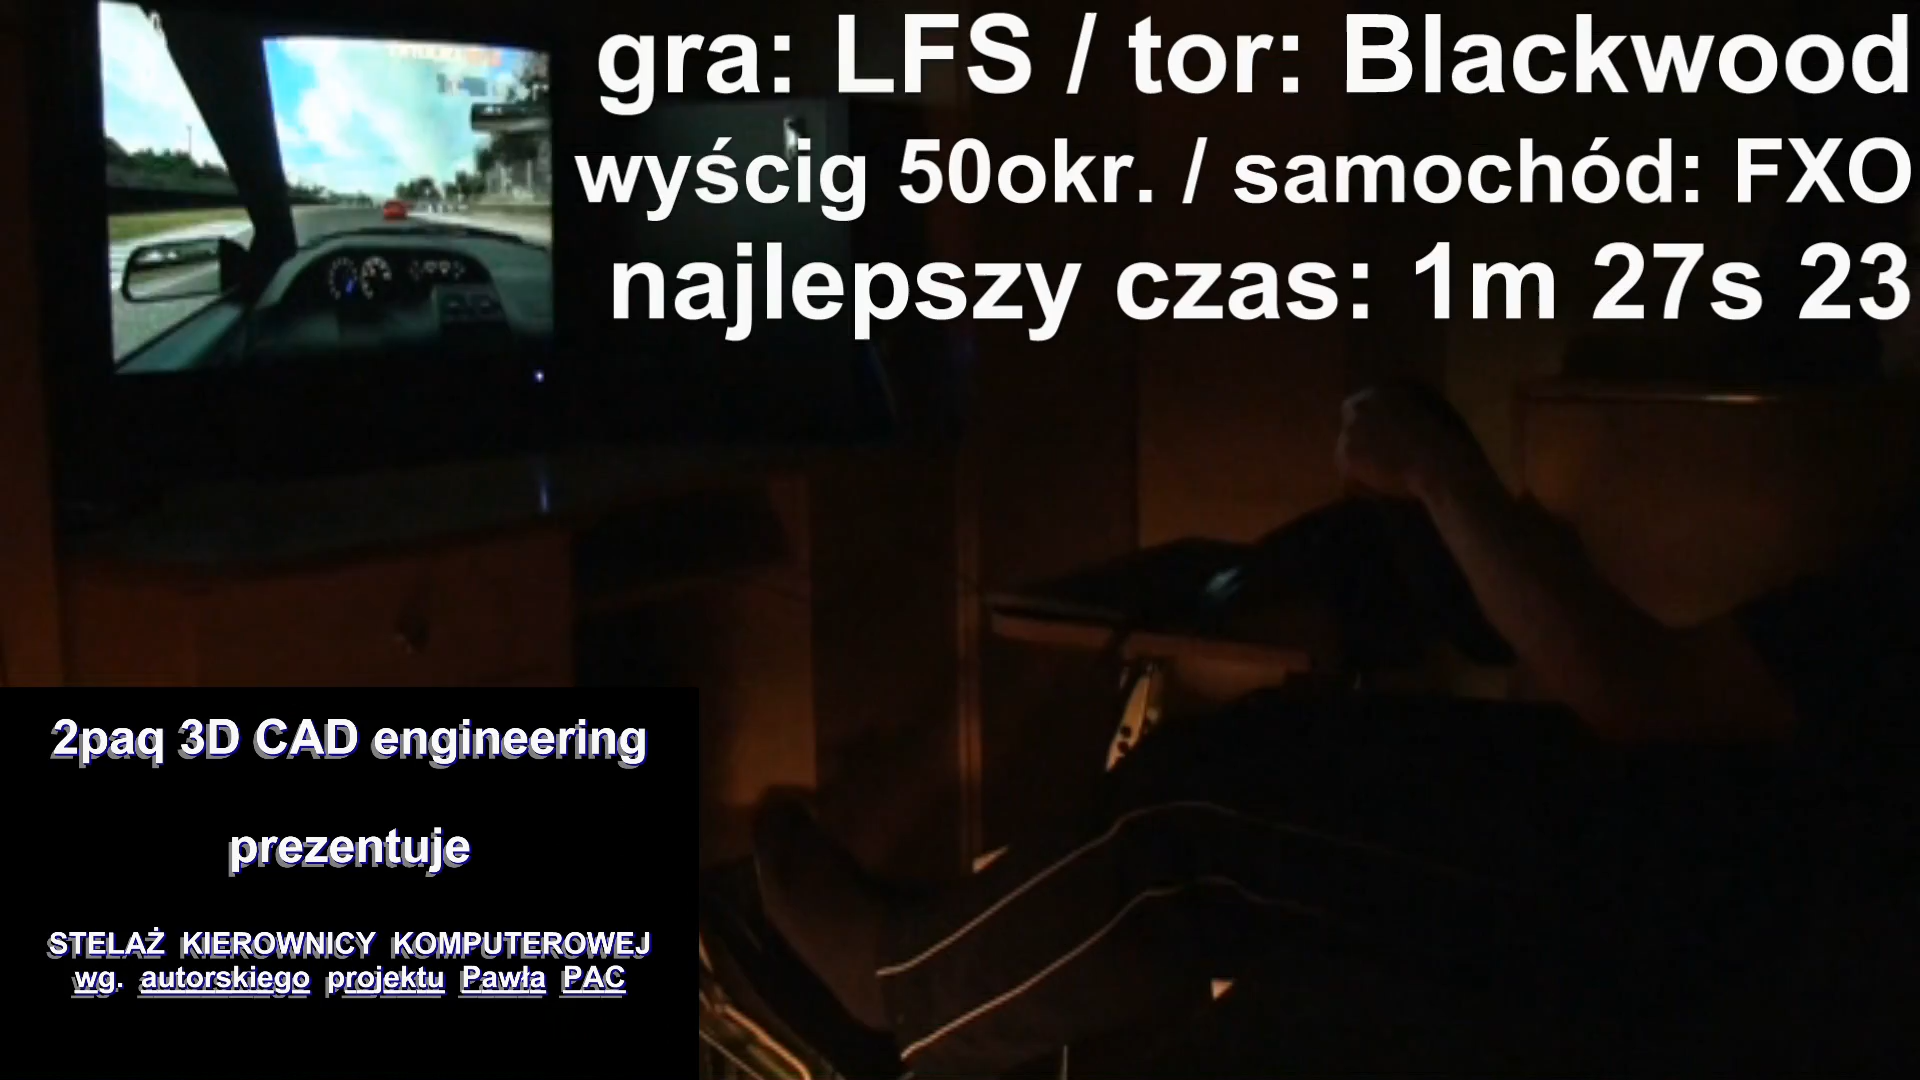 gra: LFS / tor: Blackwood
wyścig 50okr. / samochód: FXO
najlepszy czas: 1m 27s 23
2paq 3D CAD engineering
prezentuje
STELAŻ KIEROWNICY KOMPUTEROWEJ
wg. autorskiego projektu Pawła PAC